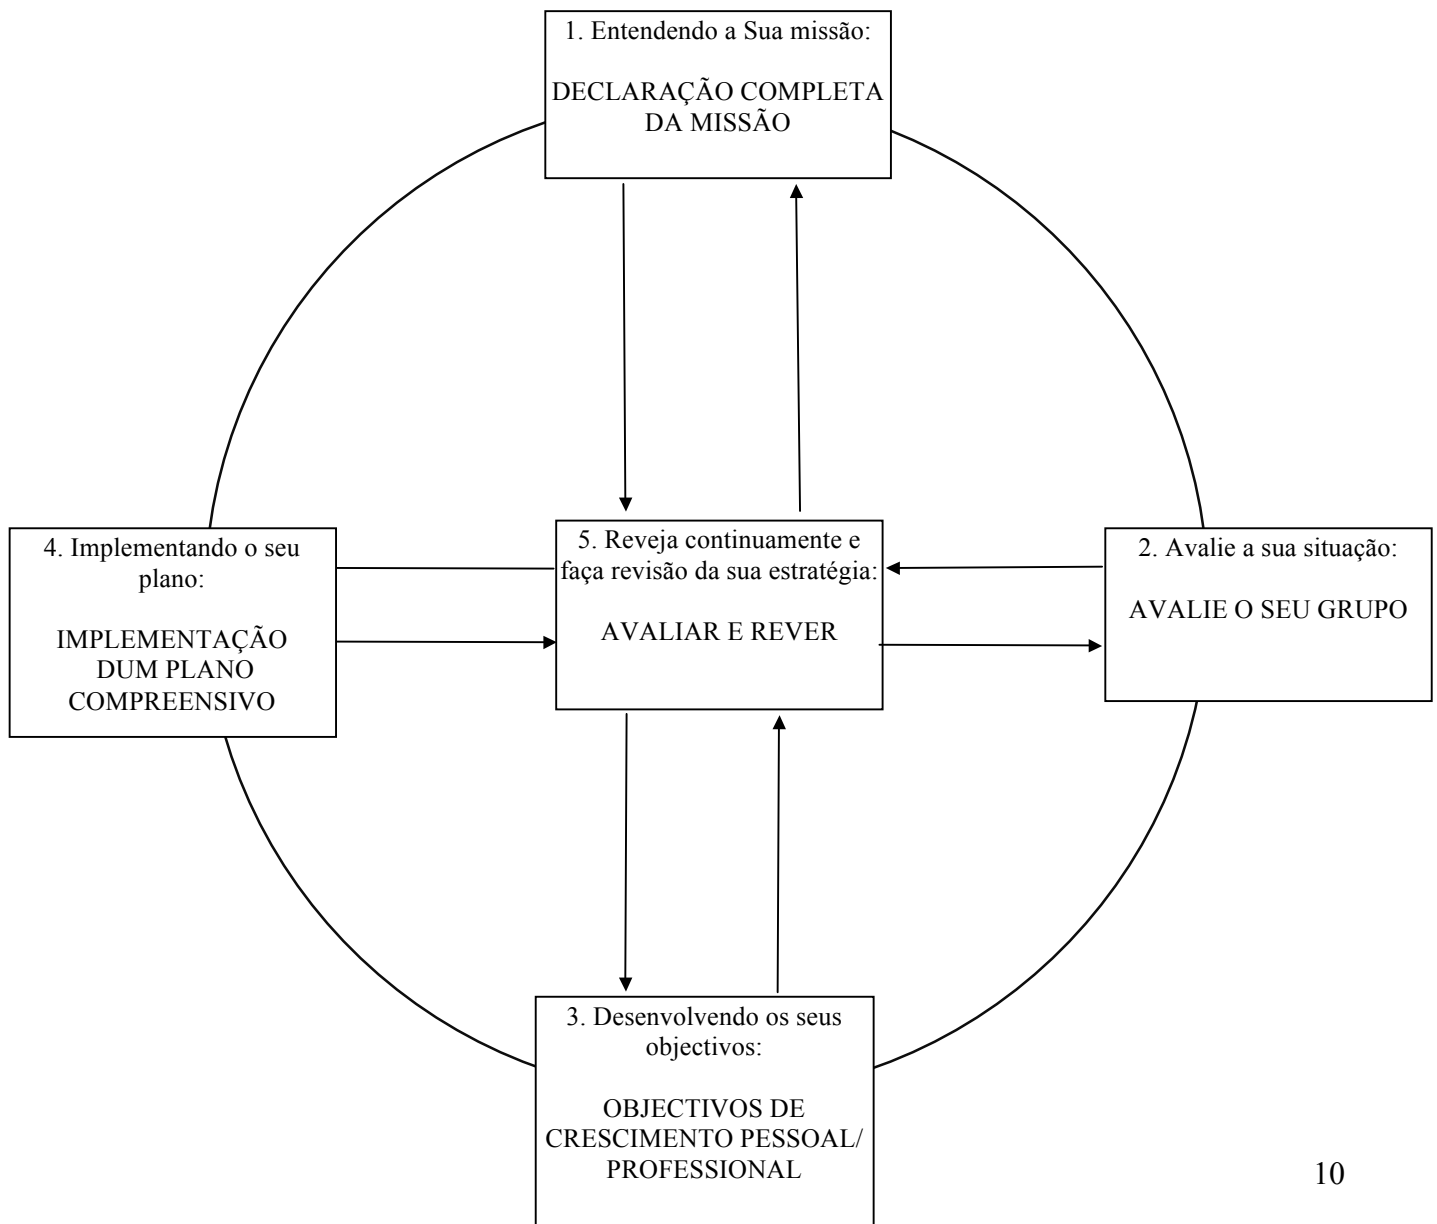 1. Entendendo a Sua missão:
DECLARAÇÃO COMPLETA
DA MISSÃO
4. Implementando o seu
plano:
IMPLEMENTAÇÃO
DUM PLANO
COMPREENSIVO
5. Reveja continuamente e
faça revisão da sua estratégia:
AVALIAR E REVER
2. Avalie a sua situação:
AVALIE O SEU GRUPO
3. Desenvolvendo os seus
objectivos:
OBJECTIVOS DE
CRESCIMENTO PESSOAL/
PROFESSIONAL
10